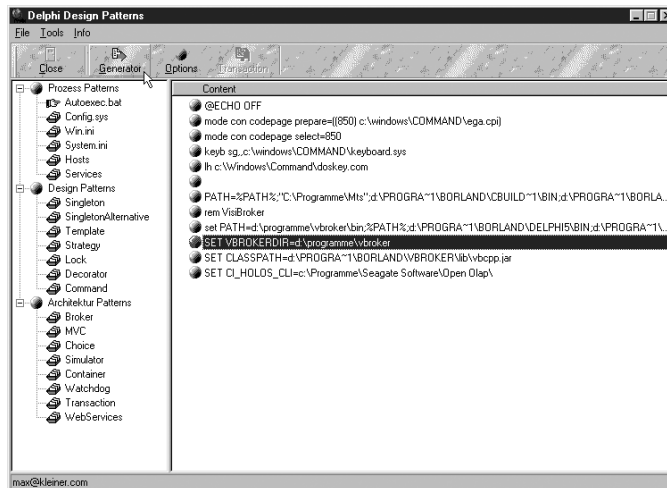 Delphi Design Patterns
File Tools Info
Close Generator Options Transaction
Prozess Patterns
Autoexec.bat
Config.sys
Win.ini
System.ini
Hosts
Services
Design Patterns
Singleton
SingletonAlternative
Template
Strategy
Lock
Decorator
Command
Architektur Patterns
Broker
MVC
Choice
Simulator
Container
Watchdog
Transaction
WebServices
Content
@ECHO OFF
mode con codepage prepare=((850) c:\windows\COMMAND\ega.cpi)
mode con codepage select=850
keyb sg,,c:\windows\COMMAND\keyboard.sys
lh c:\Windows\Command\doskey.com
PATH=%PATH%;"C:\Programme\Mts";d:\PROGRA~1\BORLAND\CBUILD~1\BIN;d:\PROGRA~1\BORLA...
rem VisiBroker
set PATH=d:\programme\vbroker\bin;%PATH%;d:\PROGRA~1\BORLAND\DELPHI5\BIN;d:\PROGRA~1\...
SET VBROKERDIR=d:\programme\vbroker
SET CLASSPATH=d:\PROGRA~1\BORLAND\VBROKER\lib\vbcpp.jar
SET CI_HOLOS_CLI=c:\Programme\Seagate Software\Open Olap\
max@kleiner.com